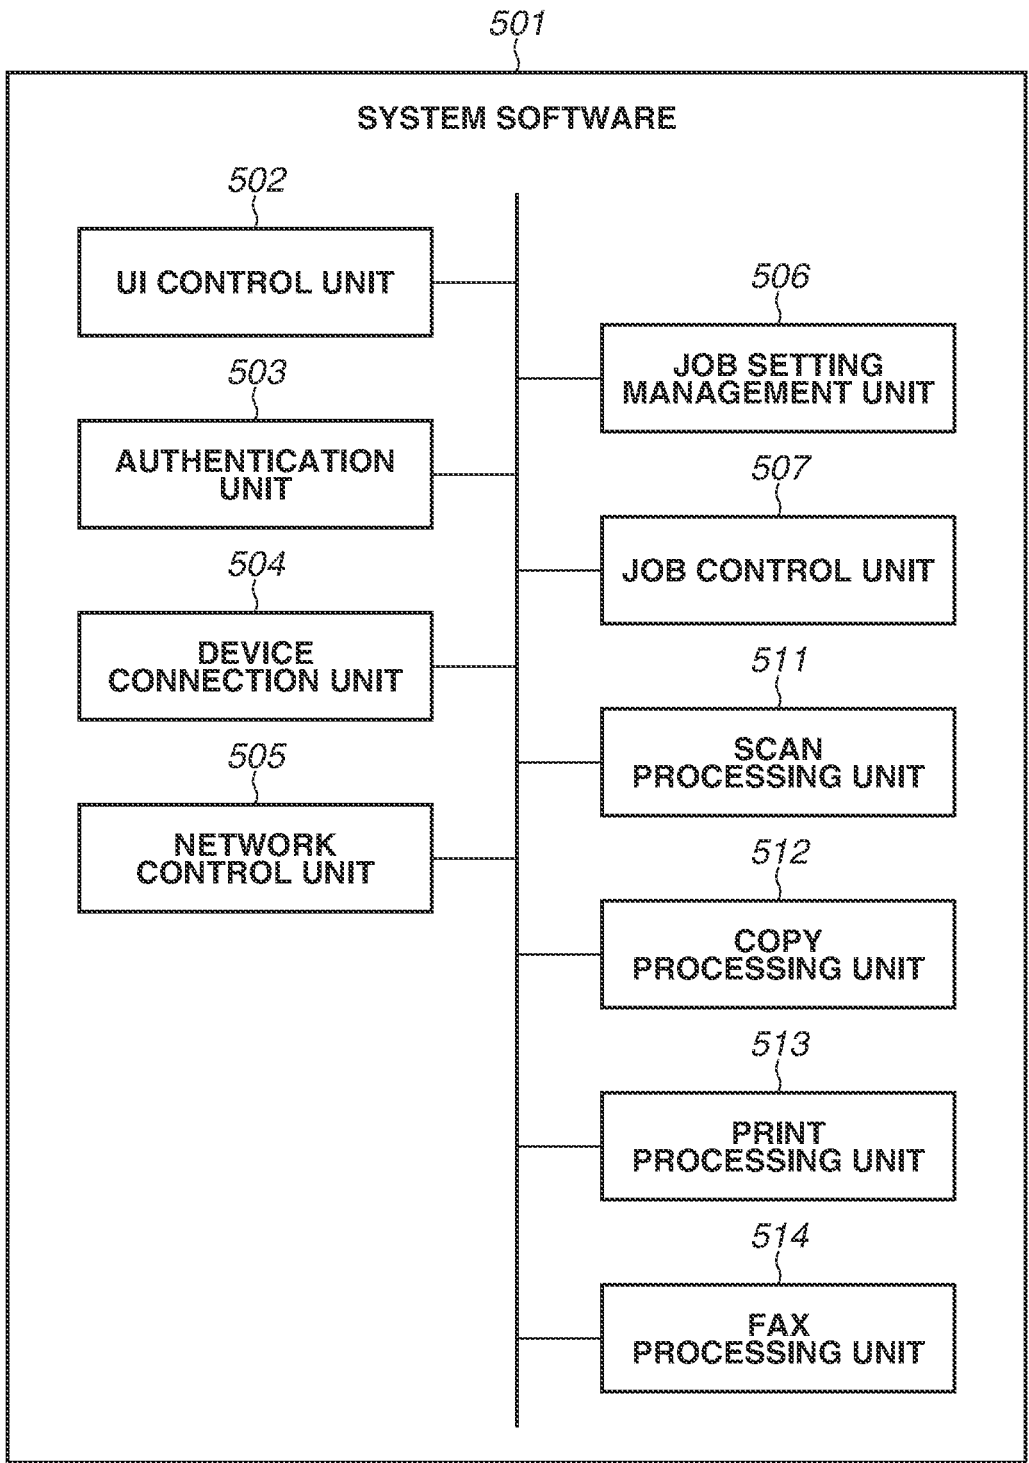 501
SYSTEM SOFTWARE
502
UI CONTROL UNIT
503
AUTHENTICATION
UNIT
504
DEVICE
CONNECTION UNIT
505
NETWORK
CONTROL UNIT
506
JOB SETTING
MANAGEMENT UNIT
507
JOB CONTROL UNIT
511
SCAN
PROCESSING UNIT
512
COPY
PROCESSING UNIT
513
PRINT
PROCESSING UNIT
514
FAX
PROCESSING UNIT